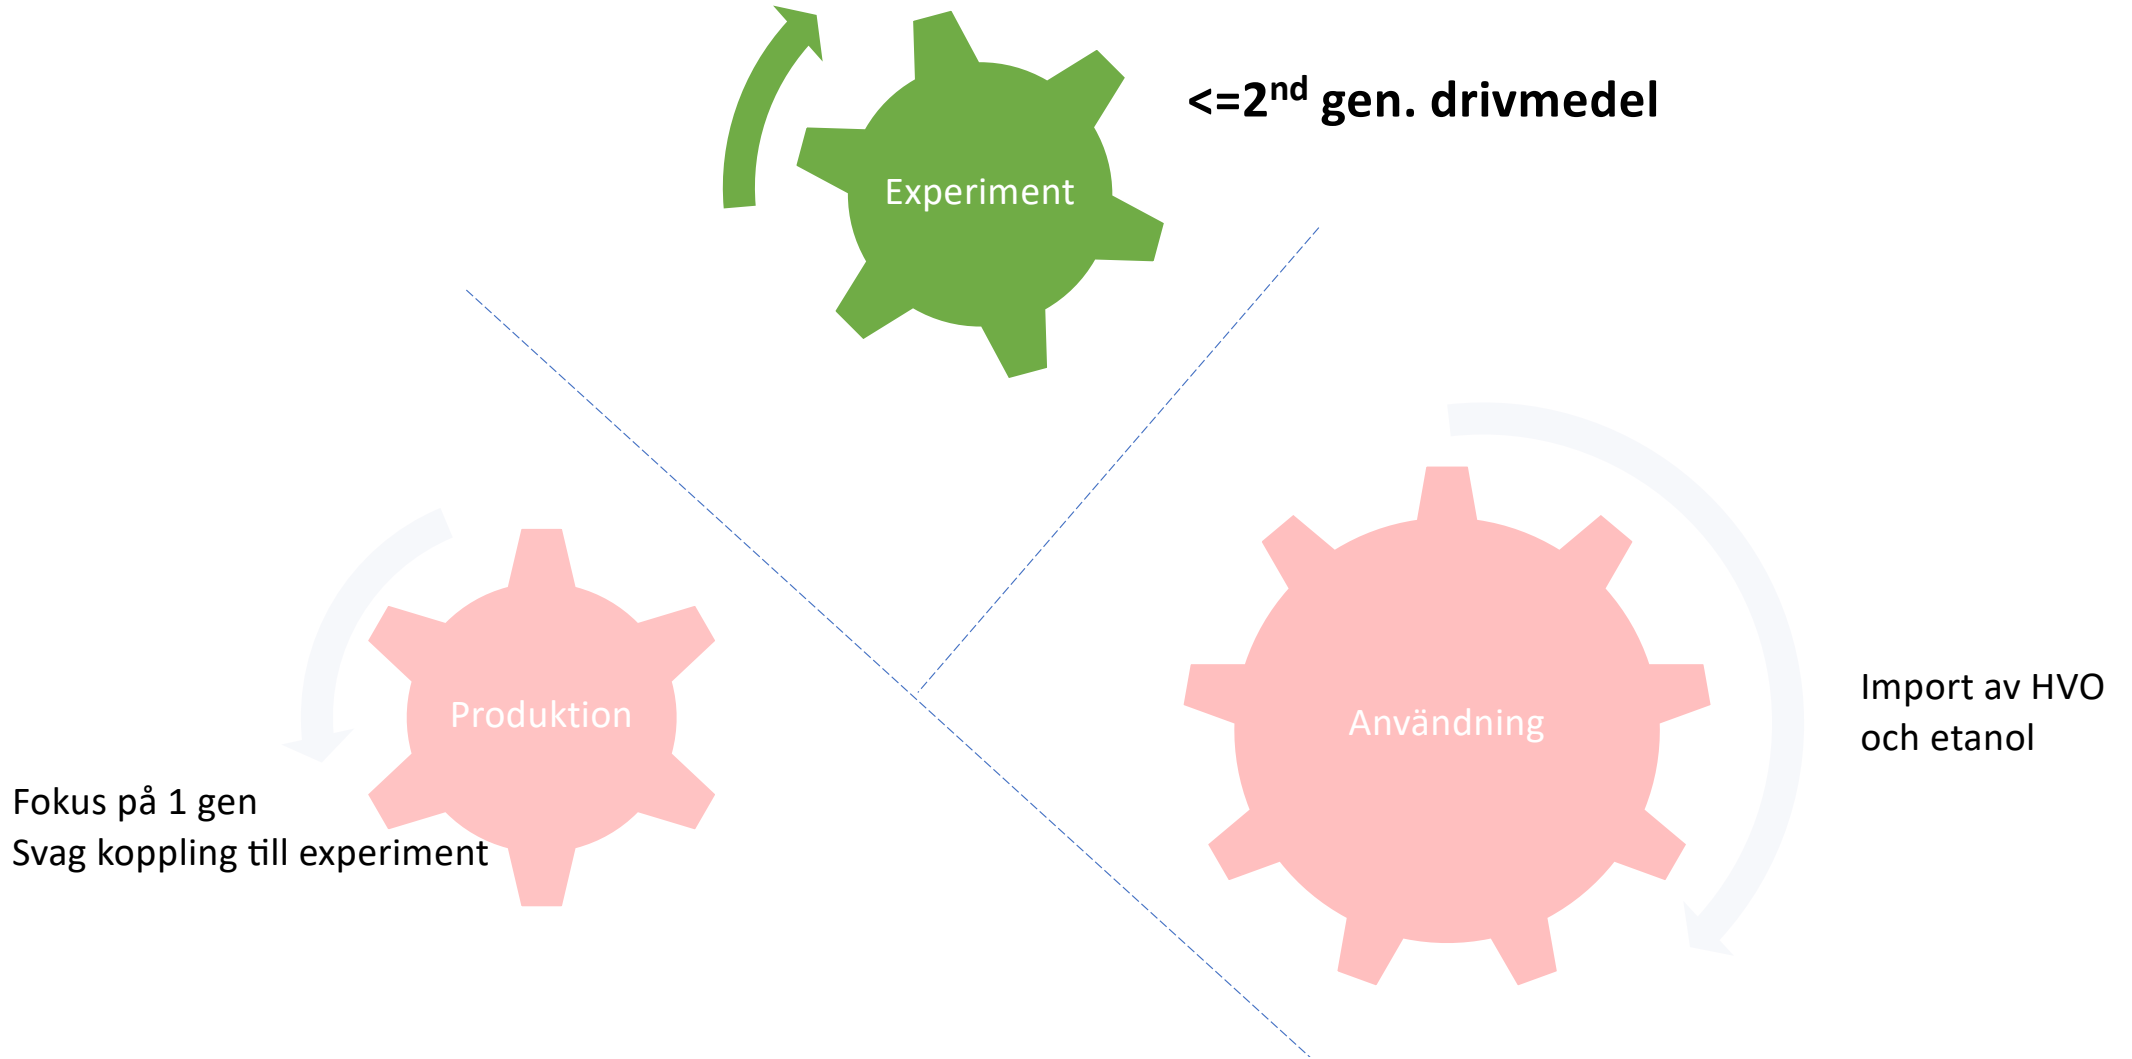 <=2nd gen. drivmedel
Experiment
Import av HVO
och etanol
Produktion
Användning
Fokus på 1 gen
Svag koppling till experiment